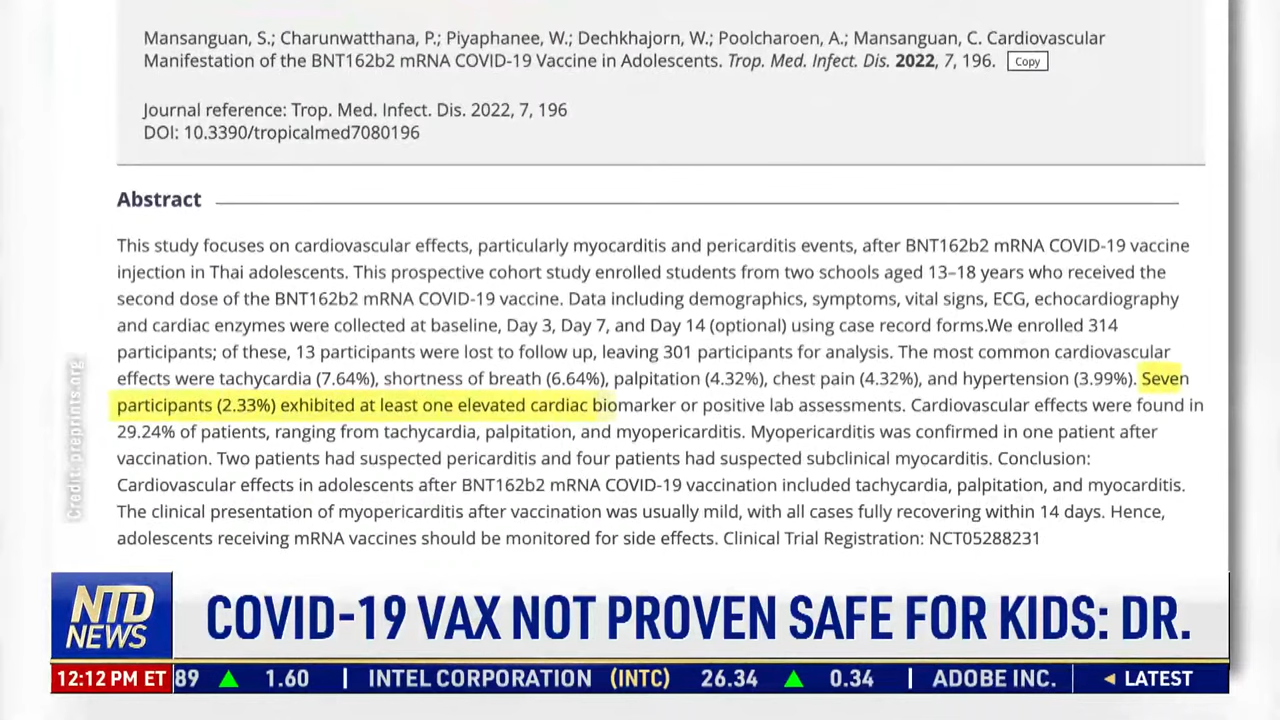 Mansanguan, S.; Charunwatthana, P.; Piyaphanee, W.; Dechkhajorn, W.; Poolcharoen, A.; Mansanguan, C. Cardiovascular
Manifestation of the BNT162b2 mRNA COVID-19 Vaccine in Adolescents. Trop. Med. Infect. Dis. 2022, 7, 196. Copy
Journal reference: Trop. Med. Infect. Dis. 2022, 7, 196
DOI: 10.3390/tropicalmed7080196
Abstract
This study focuses on cardiovascular effects, particularly myocarditis and pericarditis events, after BNT162b2 mRNA COVID-19 vaccine
injection in Thai adolescents. This prospective cohort study enrolled students from two schools aged 13–18 years who received the
second dose of the BNT162b2 mRNA COVID-19 vaccine. Data including demographics, symptoms, vital signs, ECG, echocardiography
and cardiac enzymes were collected at baseline, Day 3, Day 7, and Day 14 (optional) using case record forms.We enrolled 314
participants; of these, 13 participants were lost to follow up, leaving 301 participants for analysis. The most common cardiovascular
effects were tachycardia (7.64%), shortness of breath (6.64%), palpitation (4.32%), chest pain (4.32%), and hypertension (3.99%). Seven
participants (2.33%) exhibited at least one elevated cardiac biomarker or positive lab assessments. Cardiovascular effects were found in
29.24% of patients, ranging from tachycardia, palpitation, and myopericarditis. Myopericarditis was confirmed in one patient after
vaccination. Two patients had suspected pericarditis and four patients had suspected subclinical myocarditis. Conclusion:
Cardiovascular effects in adolescents after BNT162b2 mRNA COVID-19 vaccination included tachycardia, palpitation, and myocarditis.
The clinical presentation of myopericarditis after vaccination was usually mild, with all cases fully recovering within 14 days. Hence,
adolescents receiving mRNA vaccines should be monitored for side effects. Clinical Trial Registration: NCT05288231
Credit: preprints.org
NTD
NEWS
COVID-19 VAX NOT PROVEN SAFE FOR KIDS: DR.
12:12 PM ET 89 ▲ 1.60 | INTEL CORPORATION (INTC) 26.34 ▲ 0.34 | ADOBE INC. ◄ LATEST